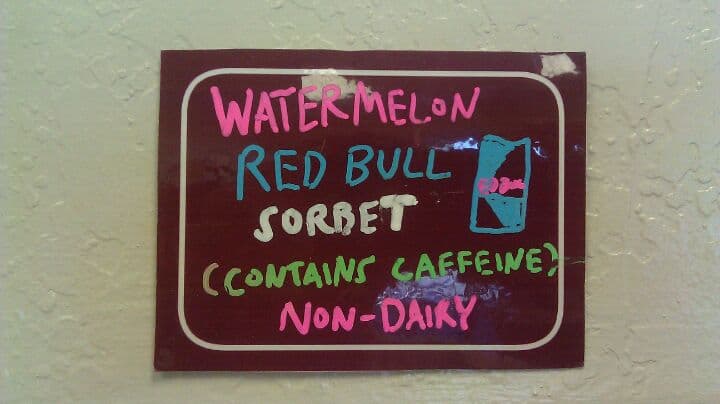 WATERMELON
RED BULL
SORBET
(CONTAINS CAFFEINE)
NON-DAIRY